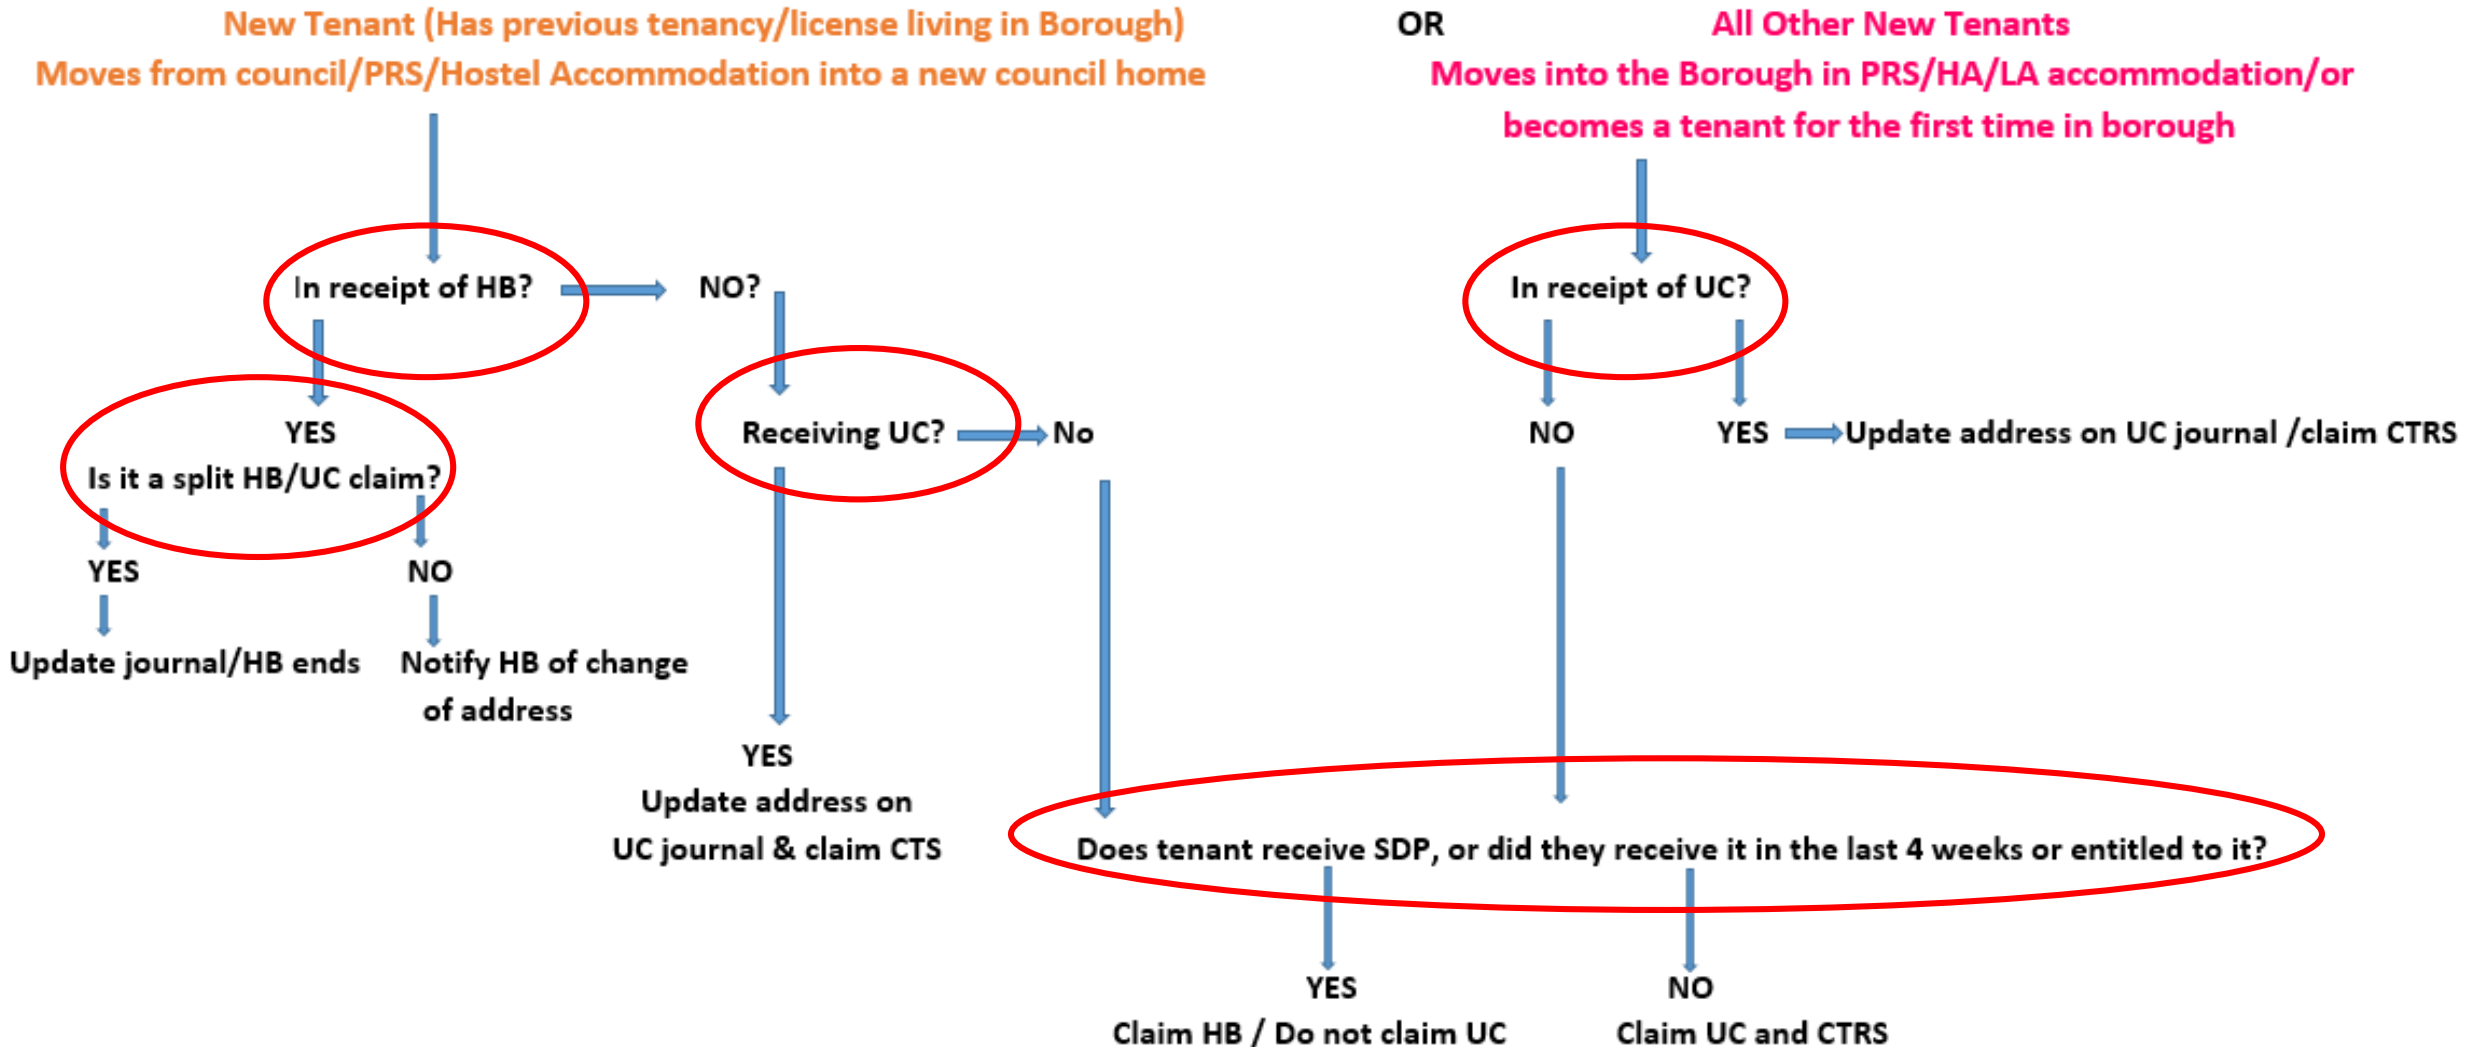 New Tenant (Has previous tenancy/license living in Borough)
Moves from council/PRS/Hostel Accommodation into a new council home
OR
All Other New Tenants
Moves into the Borough in PRS/HA/LA accommodation/or
becomes a tenant for the first time in borough
In receipt of HB?
NO?
In receipt of UC?
YES
Is it a split HB/UC claim?
Receiving UC?
No
NO
YES
Update address on UC journal /claim CTRS
YES
NO
Update journal/HB ends
Notify HB of change
of address
YES
Update address on
UC journal & claim CTS
Does tenant receive SDP, or did they receive it in the last 4 weeks or entitled to it?
YES
Claim HB / Do not claim UC
NO
Claim UC and CTRS